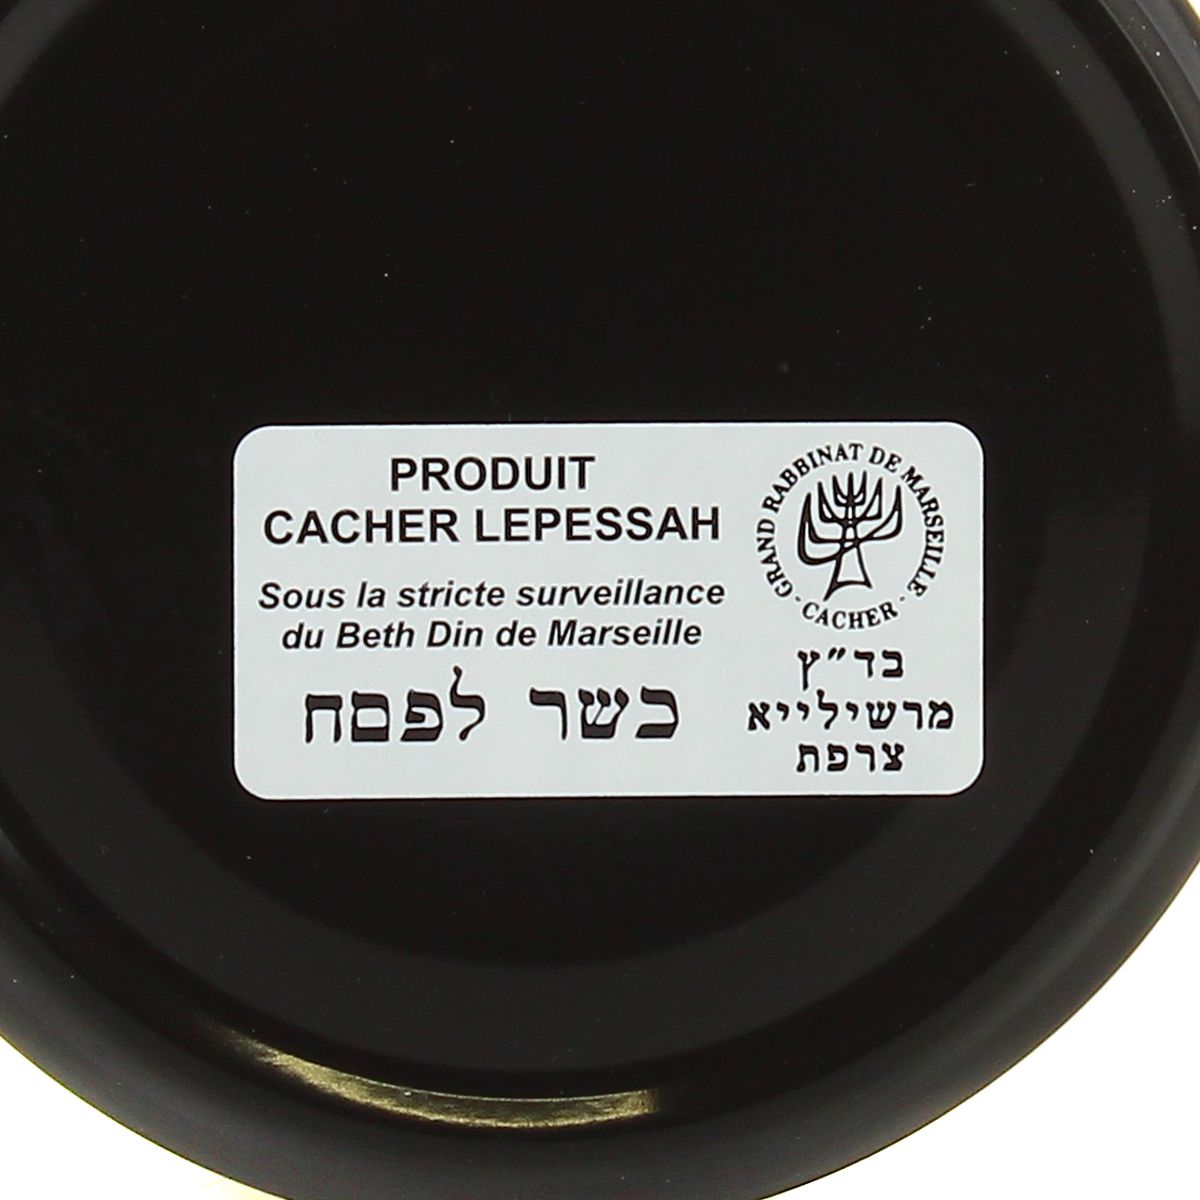 PRODUIT
CACHER LEPESSAH
Sous la stricte surveillance
du Beth Din de Marseille
כשר לפסח
GRAND RABBINAT DE MARSEILLE
- CACHER -
בד״ץ
מרשילייא
צרפת